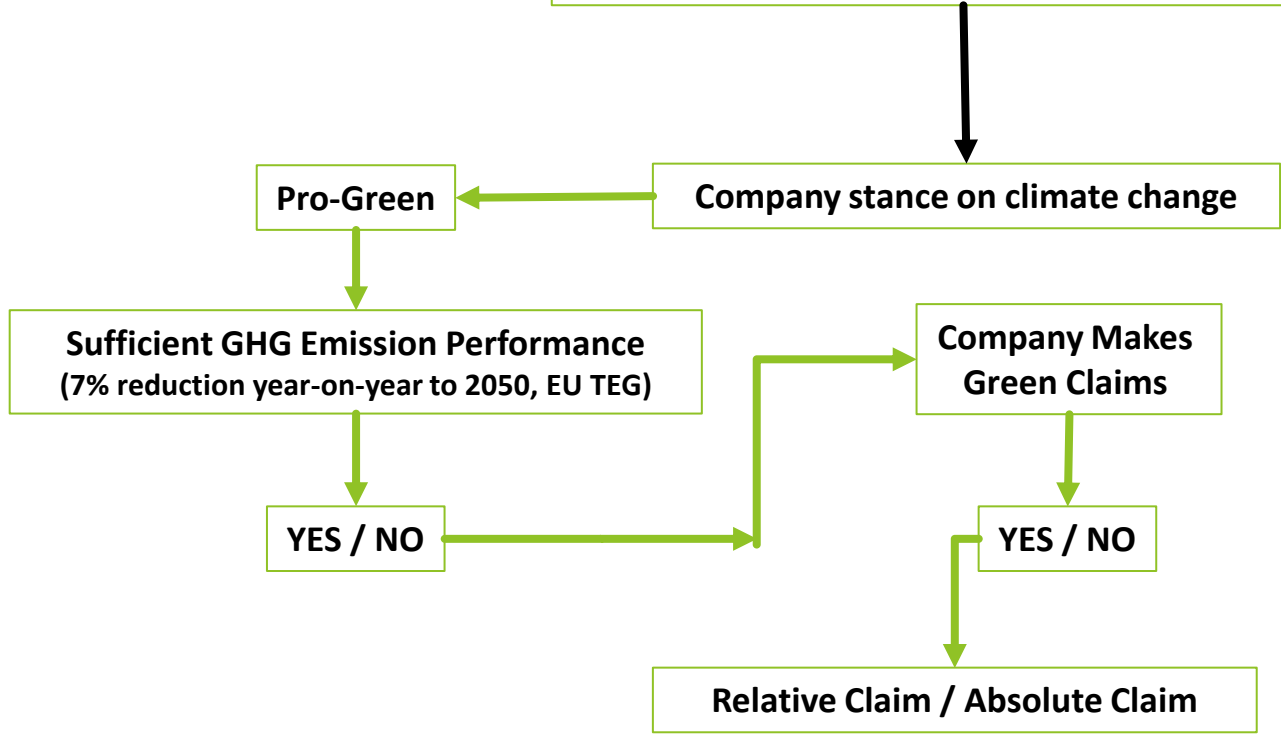 Pro-Green
Company stance on climate change
Sufficient GHG Emission Performance
(7% reduction year-on-year to 2050, EU TEG)
Company Makes
Green Claims
YES / NO
YES / NO
Relative Claim / Absolute Claim